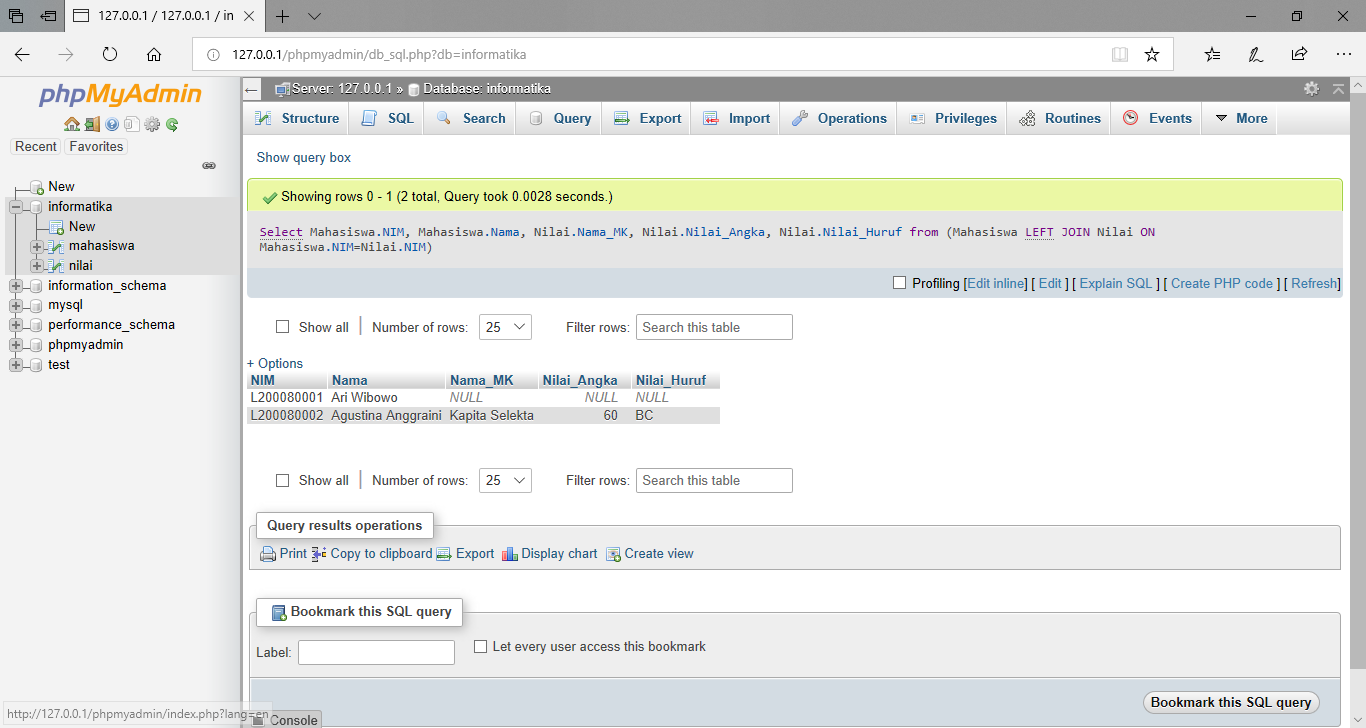 127.0.0.1 / 127.0.0.1 / in
127.0.0.1/phpmyadmin/db_sql.php?db=informatika
phpMyAdmin
Recent Favorites
New
informatika
New
mahasiswa
nilai
information_schema
mysql
performance_schema
phpmyadmin
test
Server: 127.0.0.1 » Database: informatika
Structure SQL Search Query Export Import Operations Privileges Routines Events More
Show query box
Showing rows 0 - 1 (2 total, Query took 0.0028 seconds.)
Select Mahasiswa.NIM, Mahasiswa.Nama, Nilai.Nama_MK, Nilai.Nilai_Angka, Nilai.Nilai_Huruf from (Mahasiswa LEFT JOIN Nilai ON
Mahasiswa.NIM=Nilai.NIM)
Profiling [Edit inline] [ Edit ] [ Explain SQL ] [ Create PHP code ] [ Refresh]
Show all | Number of rows: 25 Filter rows: Search this table
+ Options
NIM Nama Nama_MK Nilai_Angka Nilai_Huruf
L200080001 Ari Wibowo NULL NULL NULL
L200080002 Agustina Anggraini Kapita Selekta 60 BC
Show all | Number of rows: 25 Filter rows: Search this table
Query results operations
Print Copy to clipboard Export Display chart Create view
Bookmark this SQL query
Label: Let every user access this bookmark
Bookmark this SQL query
http://127.0.0.1/phpmyadmin/index.php?lang=en
Console